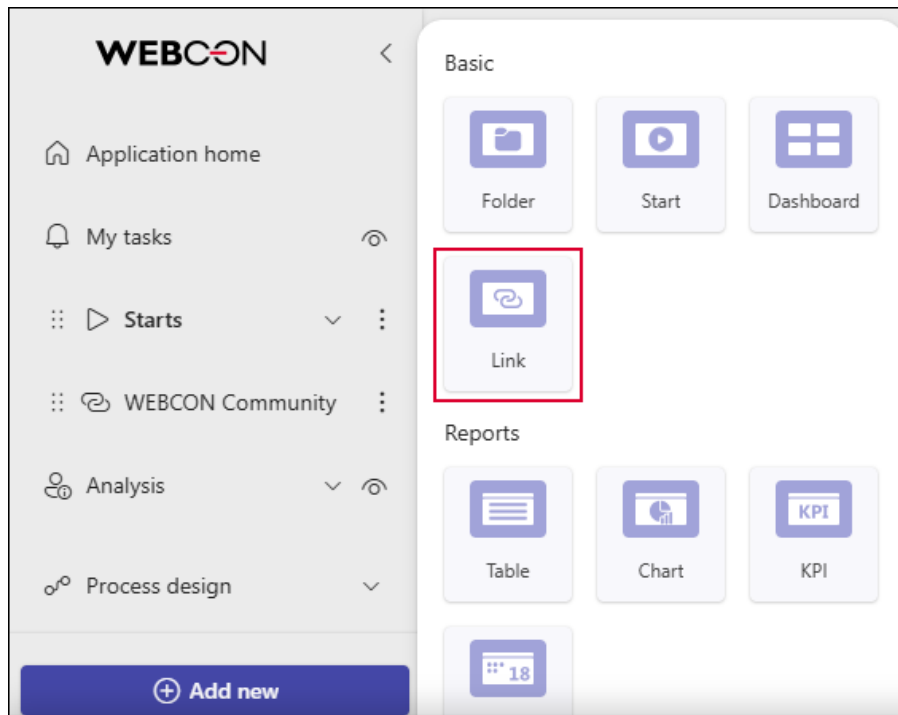 WEBCON
Application home
My tasks
Starts
WEBCON Community
Analysis
Process design
Add new
Basic
Folder
Start
Dashboard
Link
Reports
Table
Chart
KPI
KPI
18